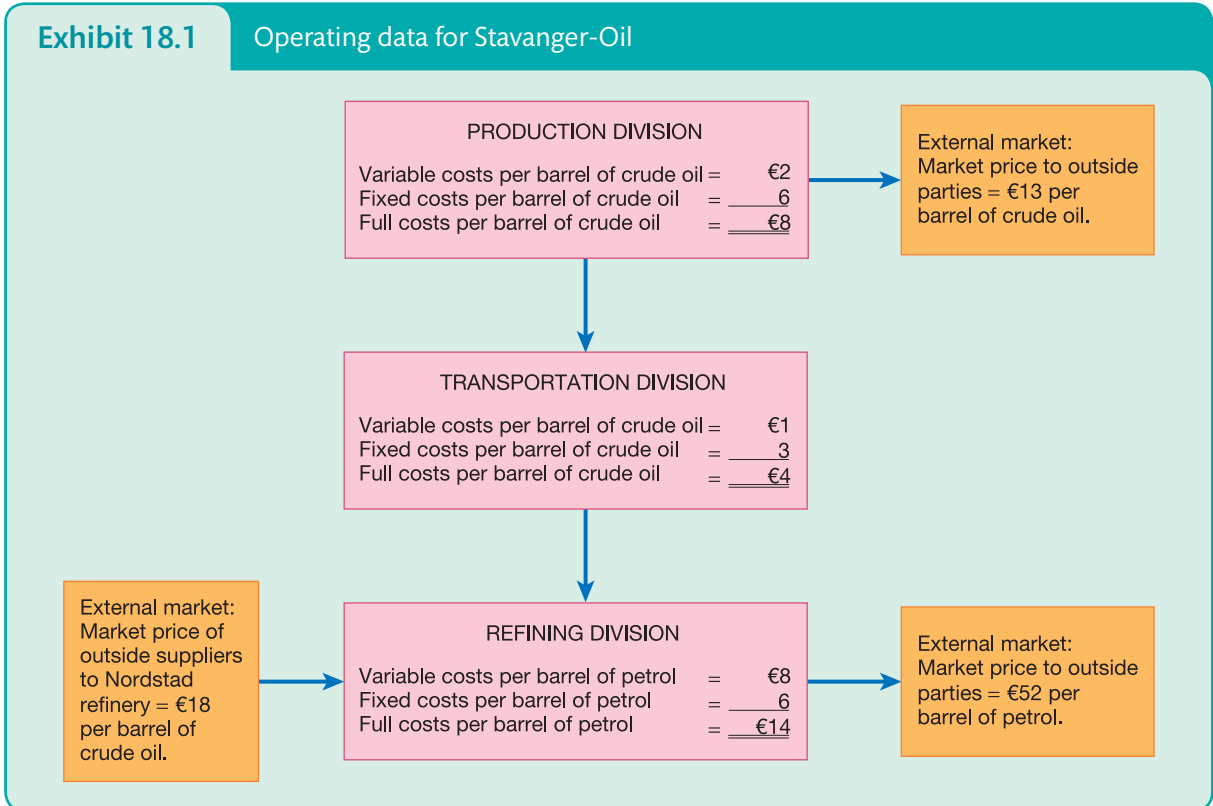 Exhibit 18.1 Operating data for Stavanger-Oil
PRODUCTION DIVISION
Variable costs per barrel of crude oil = €2
Fixed costs per barrel of crude oil = 6
Full costs per barrel of crude oil = €8
External market:
Market price to outside
parties = €13 per
barrel of crude oil.
TRANSPORTATION DIVISION
Variable costs per barrel of crude oil = €1
Fixed costs per barrel of crude oil = 3
Full costs per barrel of crude oil = €4
External market:
Market price of
outside suppliers
to Nordstad
refinery = €18
per barrel of
crude oil.
REFINING DIVISION
Variable costs per barrel of petrol = €8
Fixed costs per barrel of petrol = 6
Full costs per barrel of petrol = €14
External market:
Market price to outside
parties = €52 per
barrel of petrol.